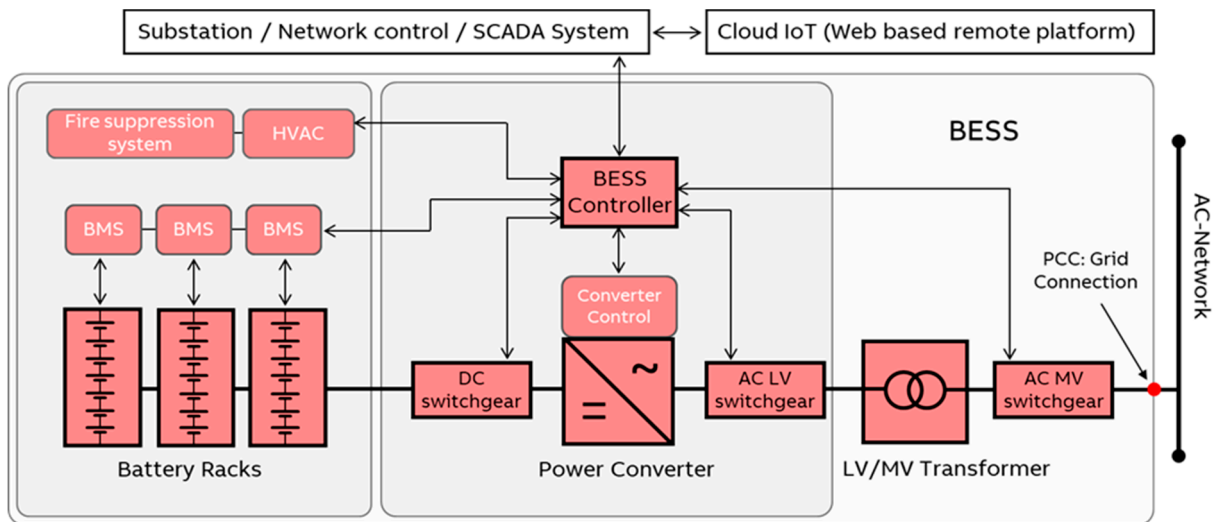 Substation / Network control / SCADA System
Cloud IoT (Web based remote platform)
BESS
Fire suppression
system
HVAC
BESS
Controller
BMS
BMS
BMS
Converter
Control
PCC: Grid
Connection
AC-Network
DC
switchgear
~
=
AC LV
switchgear
AC MV
switchgear
Battery Racks
Power Converter
LV/MV Transformer